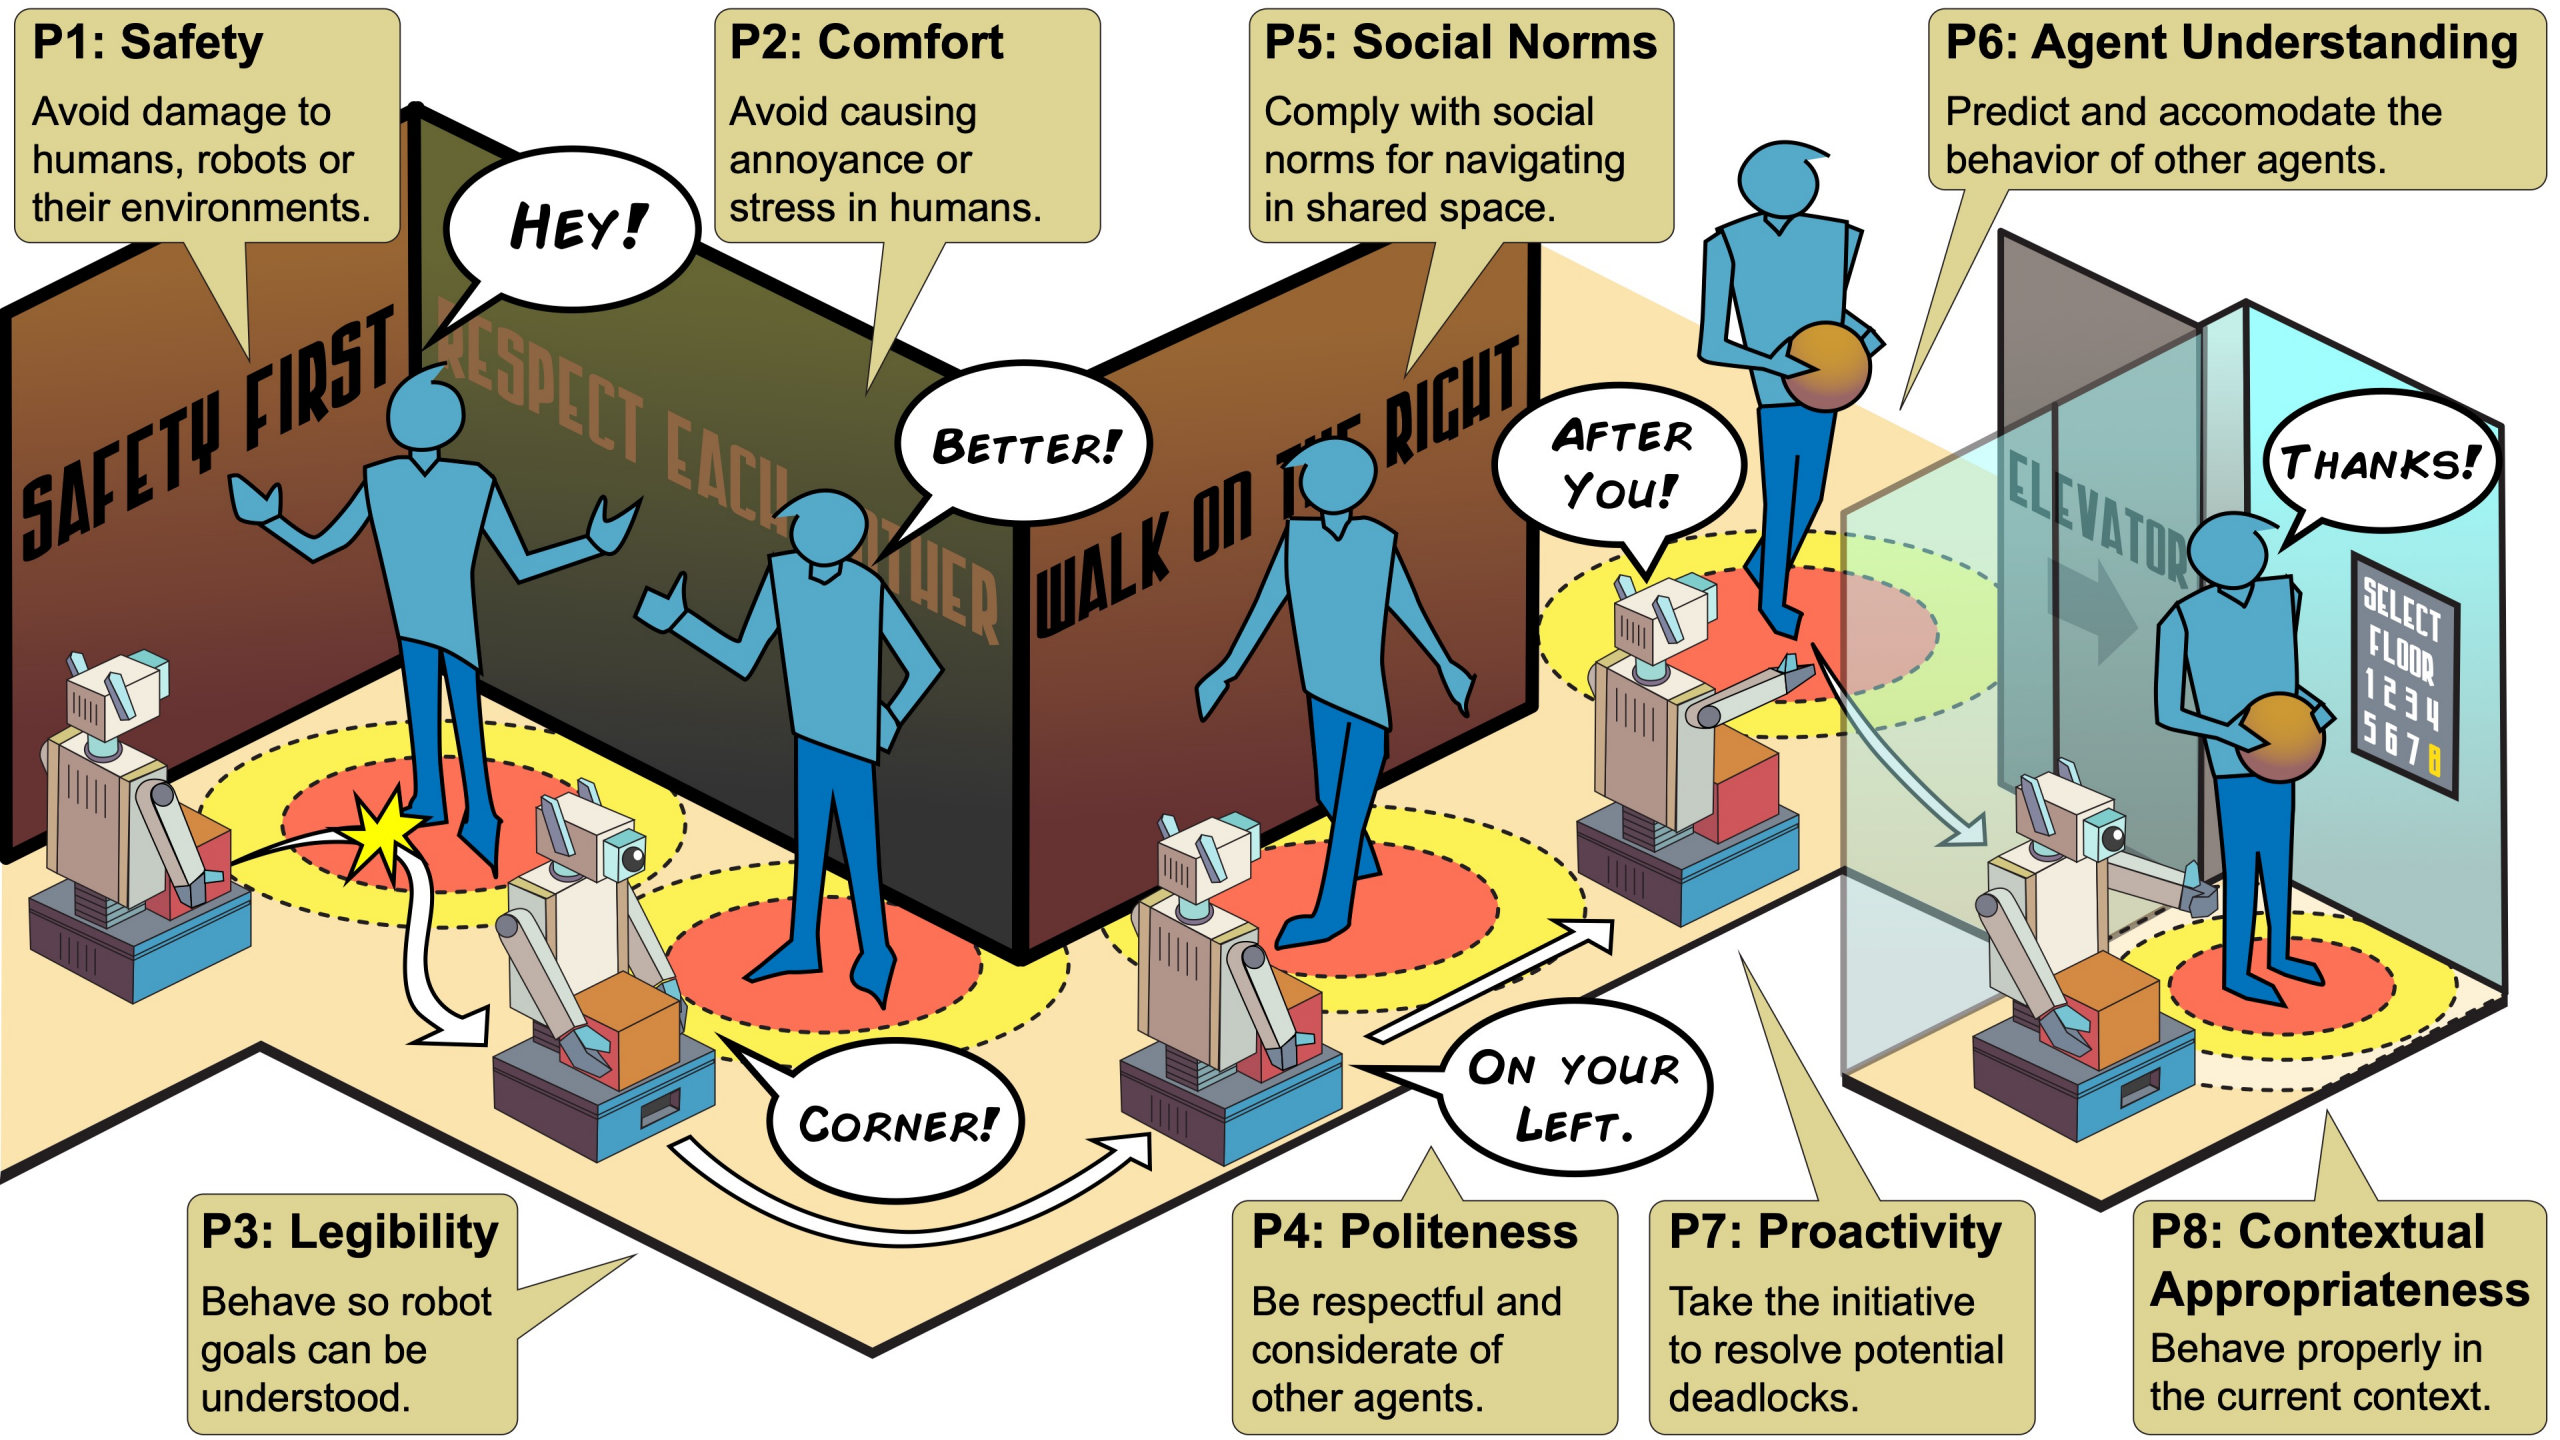 P1: Safety
Avoid damage to
humans, robots or
their environments.
P2: Comfort
Avoid causing
annoyance or
stress in humans.
P5: Social Norms
Comply with social
norms for navigating
in shared space.
P6: Agent Understanding
Predict and accomodate the
behavior of other agents.
HEY!
SAFETY FIRST
RESPECT EACH OTHER
BETTER!
WALK ON THE RIGHT
AFTER
YOU!
ELEVATOR
THANKS!
SELECT
FLOOR
1 2 3 4
5 6 7 8
CORNER!
ON YOUR
LEFT.
P3: Legibility
Behave so robot
goals can be
understood.
P4: Politeness
Be respectful and
considerate of
other agents.
P7: Proactivity
Take the initiative
to resolve potential
deadlocks.
P8: Contextual
Appropriateness
Behave properly in
the current context.